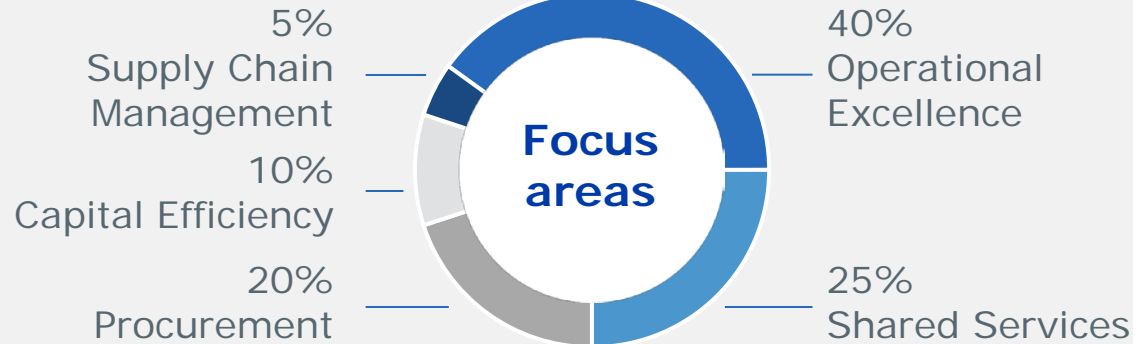 5%
Supply Chain
Management
10%
Capital Efficiency
20%
Procurement
Focus
areas
40%
Operational
Excellence
25%
Shared Services